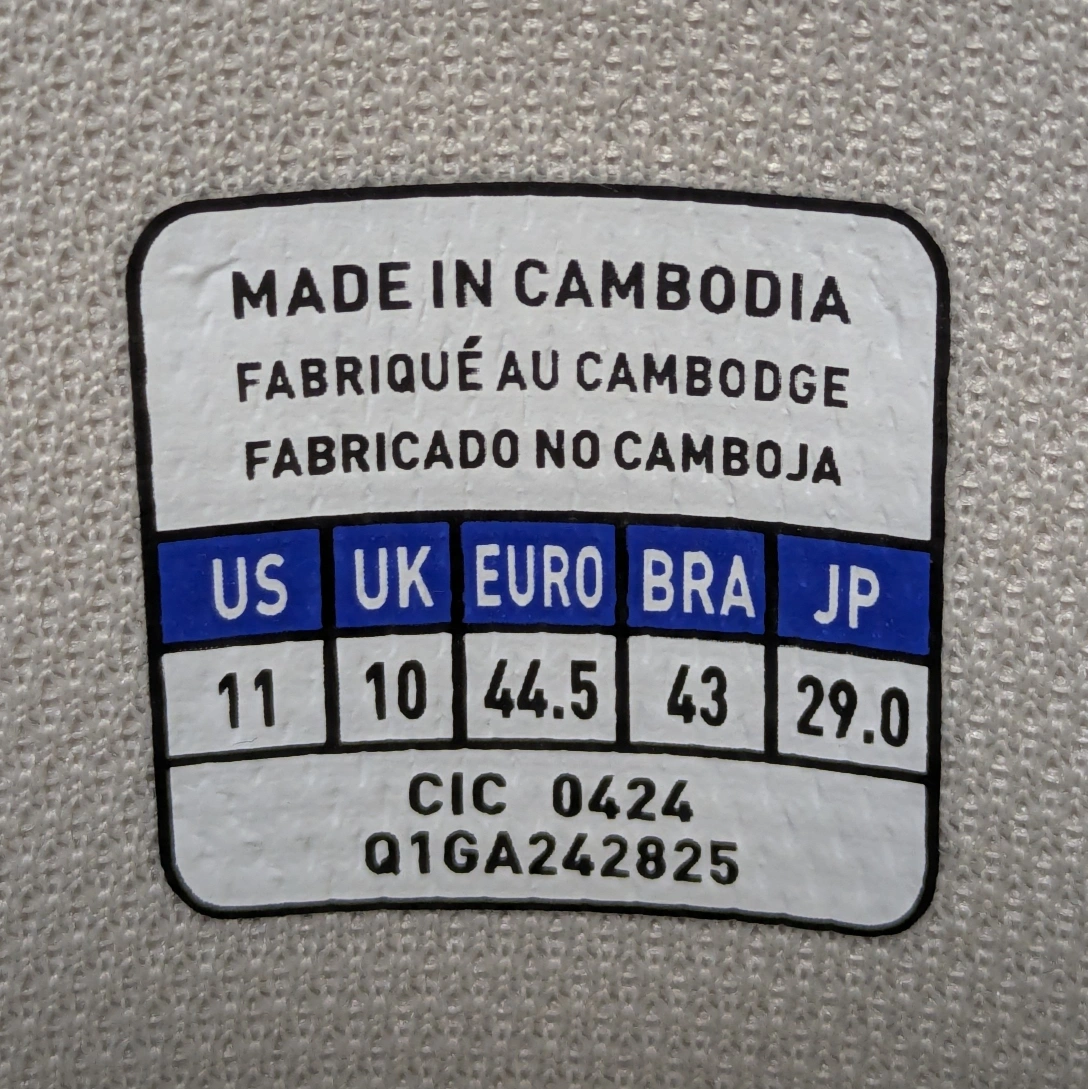 MADE IN CAMBODIA
FABRIQUÉ AU CAMBODGE
FABRICADO NO CAMBOJA
US UK EURO BRA JP
11 10 44.5 43 29.0
CIC 0424
Q1GA242825